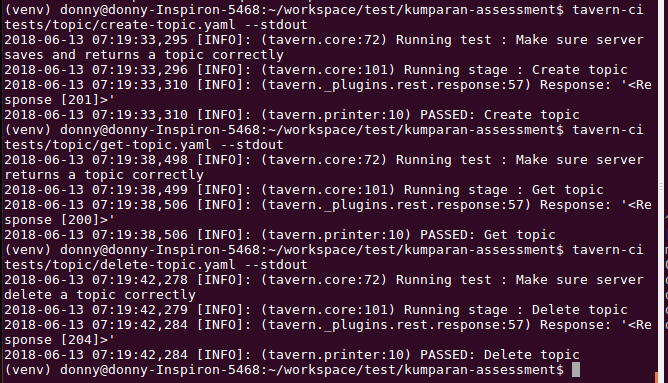 (venv) donny@donny-Inspiron-5468:~/workspace/test/kumparan-assessment$ tavern-ci
tests/topic/create-topic.yaml --stdout
2018-06-13 07:19:33,295 [INFO]: (tavern.core:72) Running test : Make sure server
saves and returns a topic correctly
2018-06-13 07:19:33,296 [INFO]: (tavern.core:101) Running stage : Create topic
2018-06-13 07:19:33,310 [INFO]: (tavern._plugins.rest.response:57) Response: '<Re
sponse [201]>'
2018-06-13 07:19:33,310 [INFO]: (tavern.printer:10) PASSED: Create topic
(venv) donny@donny-Inspiron-5468:~/workspace/test/kumparan-assessment$ tavern-ci
tests/topic/get-topic.yaml --stdout
2018-06-13 07:19:38,498 [INFO]: (tavern.core:72) Running test : Make sure server
returns a topic correctly
2018-06-13 07:19:38,499 [INFO]: (tavern.core:101) Running stage : Get topic
2018-06-13 07:19:38,506 [INFO]: (tavern._plugins.rest.response:57) Response: '<Re
sponse [200]>'
2018-06-13 07:19:38,506 [INFO]: (tavern.printer:10) PASSED: Get topic
(venv) donny@donny-Inspiron-5468:~/workspace/test/kumparan-assessment$ tavern-ci
tests/topic/delete-topic.yaml --stdout
2018-06-13 07:19:42,278 [INFO]: (tavern.core:72) Running test : Make sure server
delete a topic correctly
2018-06-13 07:19:42,279 [INFO]: (tavern.core:101) Running stage : Delete topic
2018-06-13 07:19:42,284 [INFO]: (tavern._plugins.rest.response:57) Response: '<Re
sponse [204]>'
2018-06-13 07:19:42,284 [INFO]: (tavern.printer:10) PASSED: Delete topic
(venv) donny@donny-Inspiron-5468:~/workspace/test/kumparan-assessment$